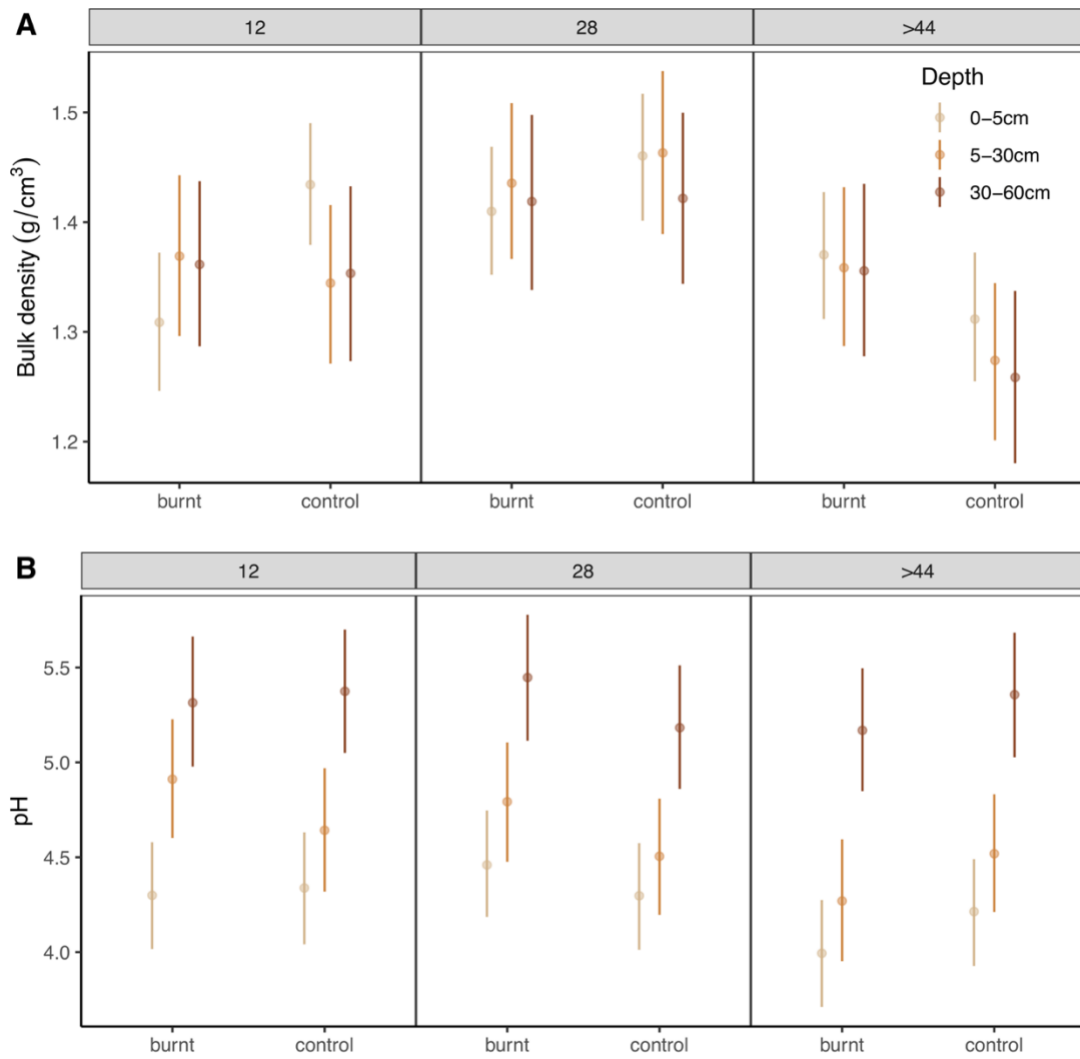 A
12 28 >44
Depth
0−5cm
5−30cm
30−60cm
Bulk density (g/cm³)
1.5
1.4
1.3
1.2
burnt control burnt control burnt control
B
12 28 >44
pH
5.5
5.0
4.5
4.0
burnt control burnt control burnt control